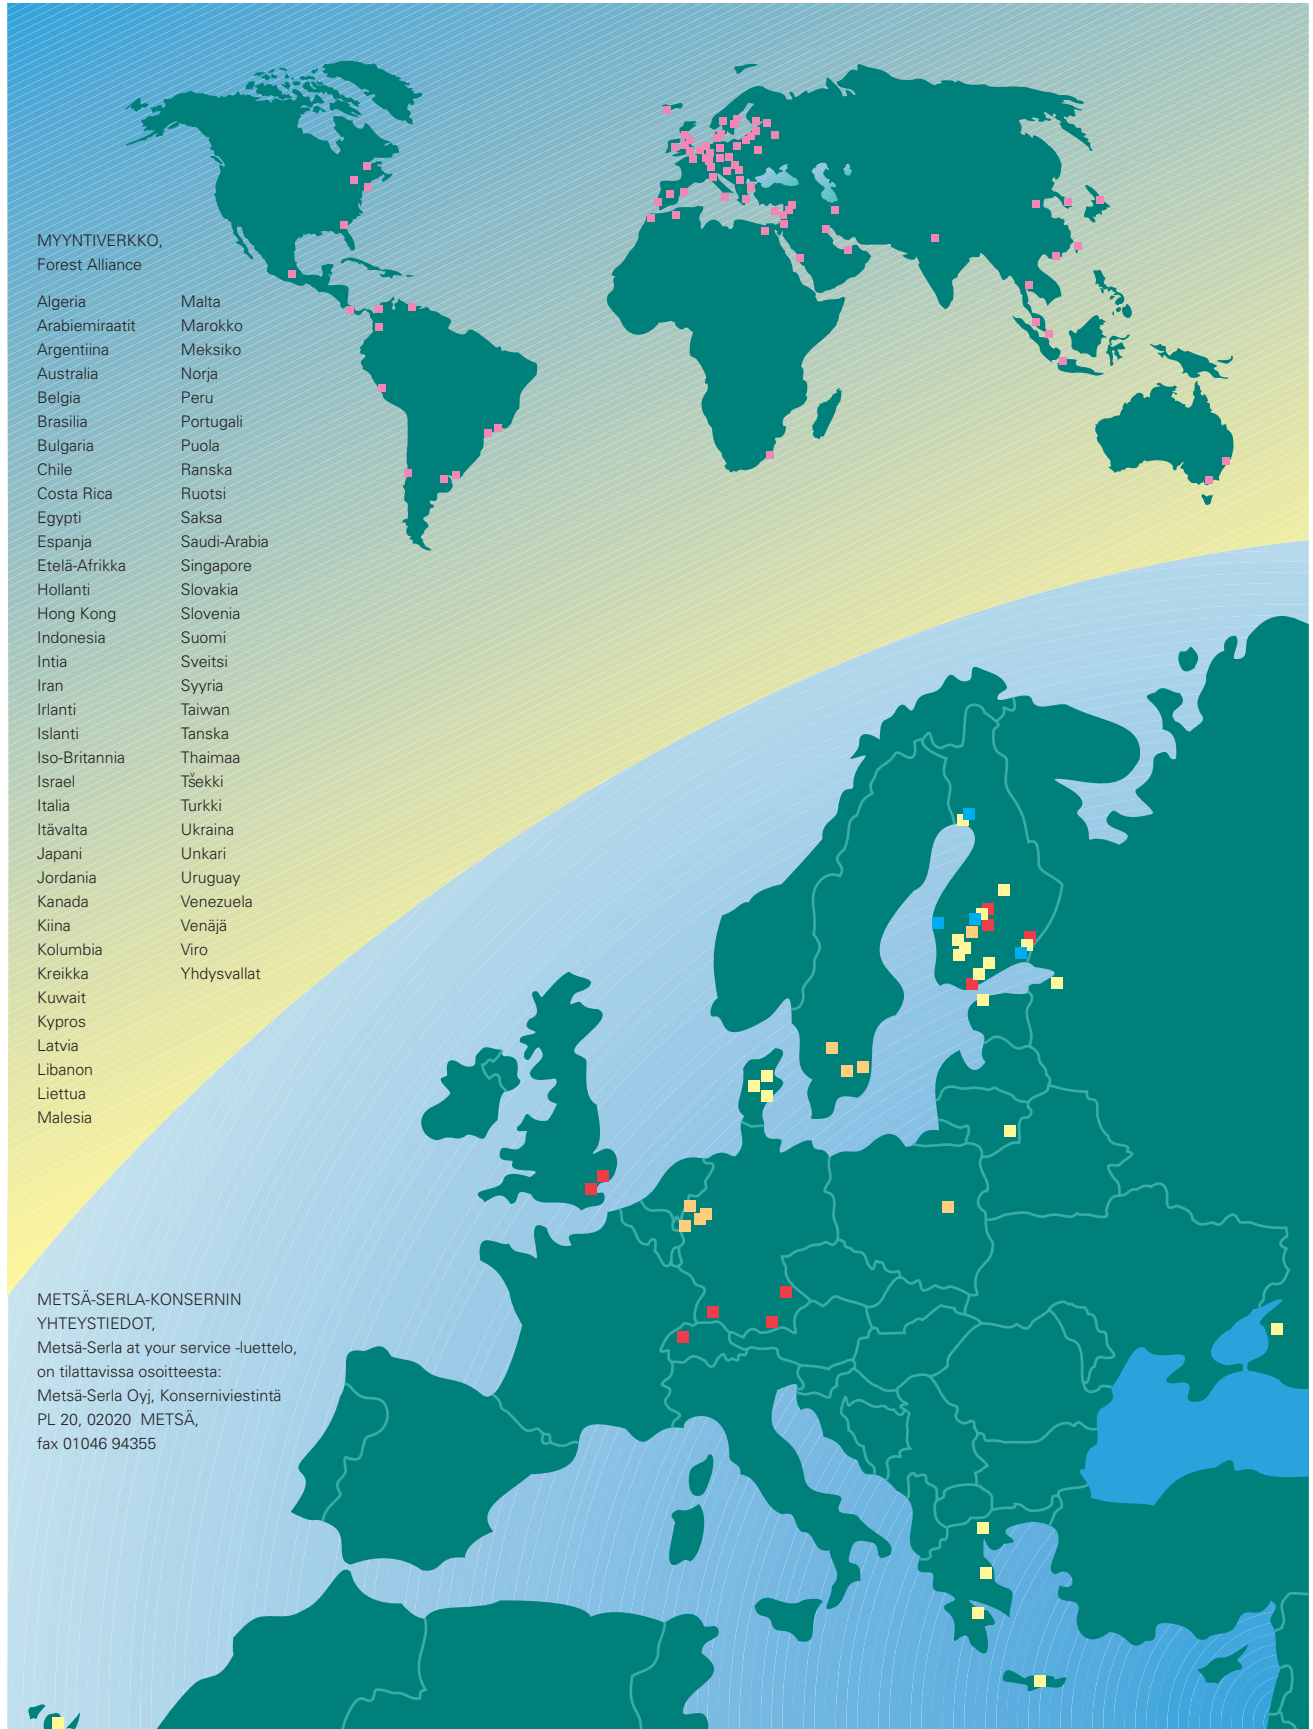 MYYNTIVERKKO,
Forest Alliance
Algeria
Arabiemiraatit
Argentiina
Australia
Belgia
Brasilia
Bulgaria
Chile
Costa Rica
Egypti
Espanja
Etelä-Afrikka
Hollanti
Hong Kong
Indonesia
Intia
Iran
Irlanti
Islanti
Iso-Britannia
Israel
Italia
Itävalta
Japani
Jordania
Kanada
Kiina
Kolumbia
Kreikka
Kuwait
Kypros
Latvia
Libanon
Liettua
Malesia
Malta
Marokko
Meksiko
Norja
Peru
Portugali
Puola
Ranska
Ruotsi
Saksa
Saudi-Arabia
Singapore
Slovakia
Slovenia
Suomi
Sveitsi
Syyria
Taiwan
Tanska
Thaimaa
Tšekki
Turkki
Ukraina
Unkari
Uruguay
Venezuela
Venäjä
Viro
Yhdysvallat
METSÄ-SERLA-KONSERNIN
YHTEYSTIEDOT,
Metsä-Serla at your service -luettelo,
on tilattavissa osoitteesta:
Metsä-Serla Oyj, Konserniviestintä
PL 20, 02020 METSÄ,
fax 01046 94355